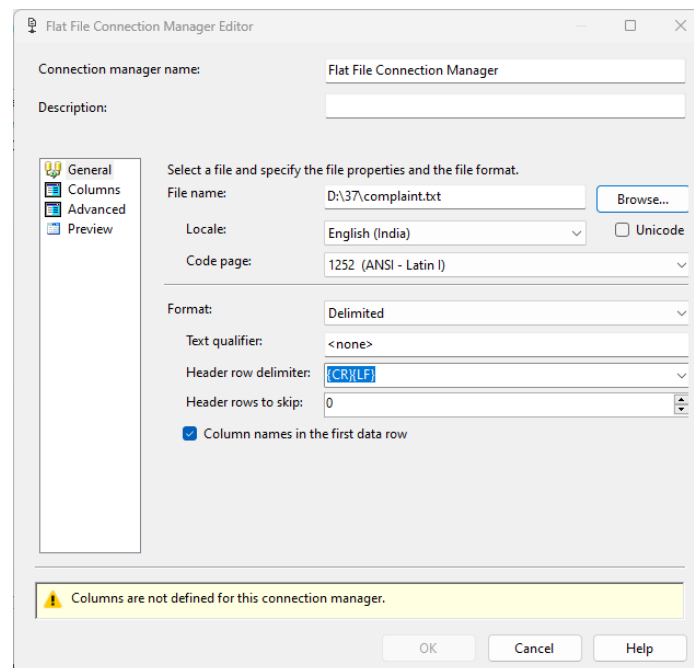 Flat File Connection Manager Editor
Connection manager name: Flat File Connection Manager
Description:
General
Columns
Advanced
Preview
Select a file and specify the file properties and the file format.
File name: D:\37\complaint.txt Browse...
Locale: English (India) Unicode
Code page: 1252 (ANSI - Latin I)
Format: Delimited
Text qualifier: <none>
Header row delimiter: {CR}{LF}
Header rows to skip: 0
Column names in the first data row
Columns are not defined for this connection manager.
OK Cancel Help